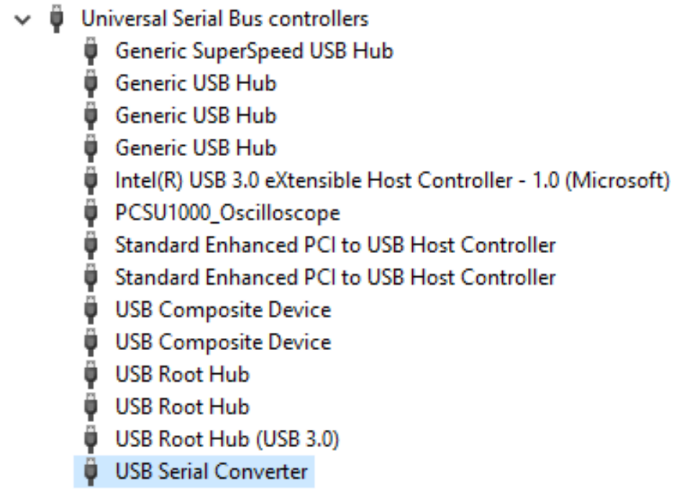 Universal Serial Bus controllers
Generic SuperSpeed USB Hub
Generic USB Hub
Generic USB Hub
Generic USB Hub
Intel(R) USB 3.0 eXtensible Host Controller - 1.0 (Microsoft)
PCSU1000_Oscilloscope
Standard Enhanced PCI to USB Host Controller
Standard Enhanced PCI to USB Host Controller
USB Composite Device
USB Composite Device
USB Root Hub
USB Root Hub
USB Root Hub (USB 3.0)
USB Serial Converter